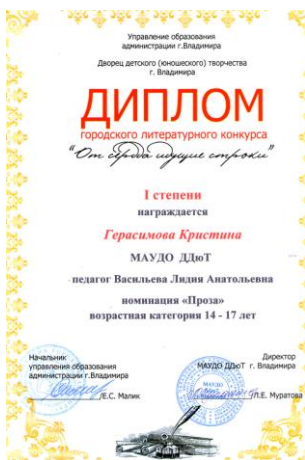 Управление образования
администрации г.Владимира
Дворец детского (юношеского) творчества
г. Владимира
ДИПЛОМ
городского литературного конкурса
"От сердца идущие строки"
I степени
награждается
Герасимова Кристина
МАУДО ДДюТ
педагог Васильева Лидия Анатольевна
номинация «Проза»
возрастная категория 14 - 17 лет
Начальник
управления образования
администрации г.Владимира
/Е.С. Малик
Директор
МАУДО ДДюТ г. Владимира
/Л.Е. Муратова